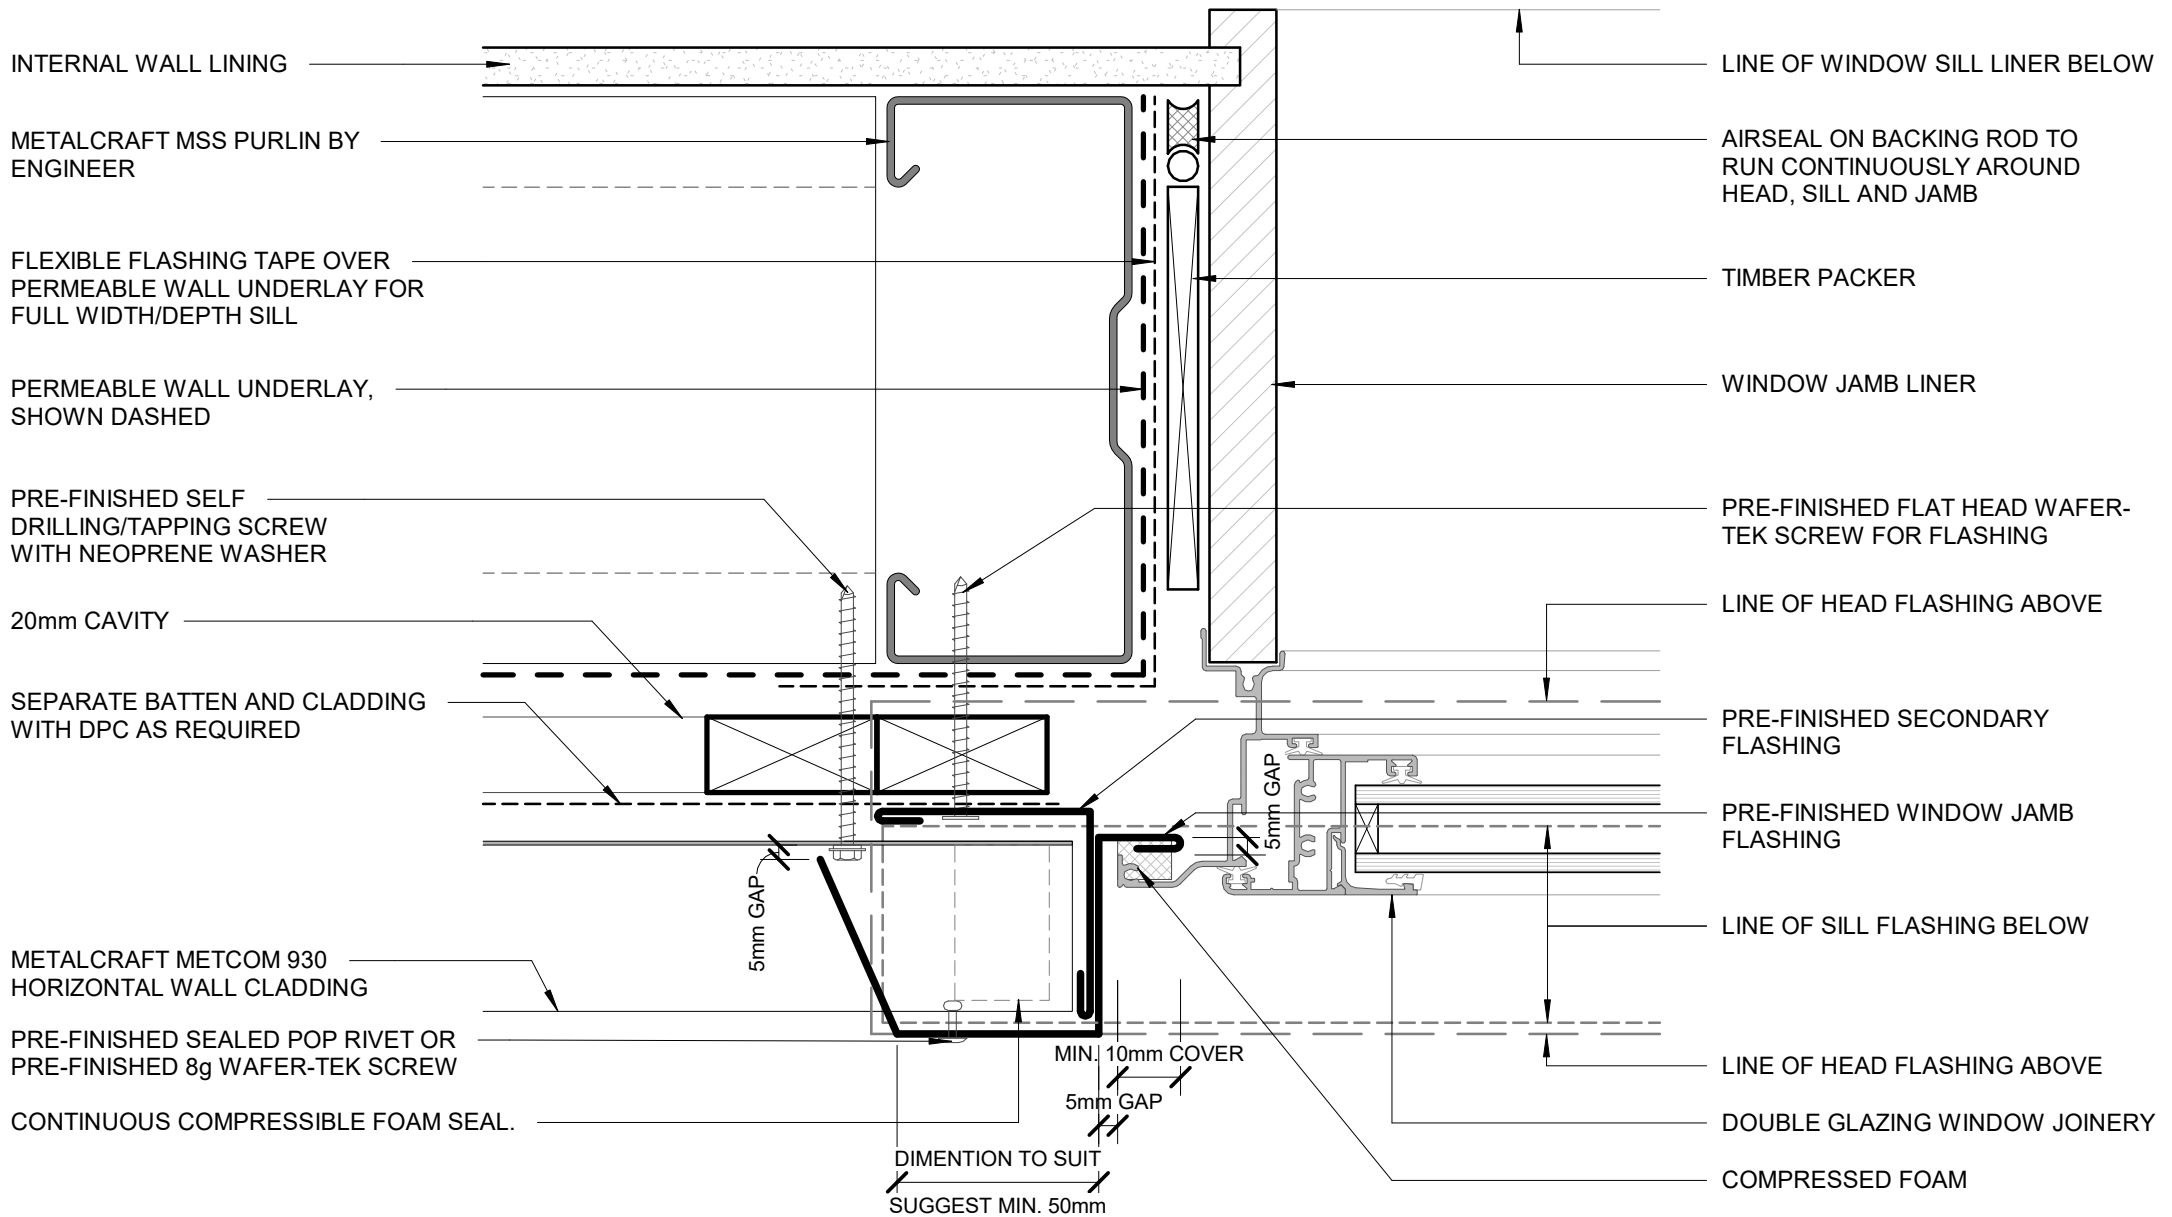 INTERNAL WALL LINING
METALCRAFT MSS PURLIN BY
ENGINEER
FLEXIBLE FLASHING TAPE OVER
PERMEABLE WALL UNDERLAY FOR
FULL WIDTH/DEPTH SILL
PERMEABLE WALL UNDERLAY,
SHOWN DASHED
PRE-FINISHED SELF
DRILLING/TAPPING SCREW
WITH NEOPRENE WASHER
20mm CAVITY
SEPARATE BATTEN AND CLADDING
WITH DPC AS REQUIRED
METALCRAFT METCOM 930
HORIZONTAL WALL CLADDING
PRE-FINISHED SEALED POP RIVET OR
PRE-FINISHED 8g WAFER-TEK SCREW
CONTINUOUS COMPRESSIBLE FOAM SEAL.
5mm GAP
5mm GAP
MIN. 10mm COVER
5mm GAP
DIMENTION TO SUIT
SUGGEST MIN. 50mm
LINE OF WINDOW SILL LINER BELOW
AIRSEAL ON BACKING ROD TO
RUN CONTINUOUSLY AROUND
HEAD, SILL AND JAMB
TIMBER PACKER
WINDOW JAMB LINER
PRE-FINISHED FLAT HEAD WAFER-
TEK SCREW FOR FLASHING
LINE OF HEAD FLASHING ABOVE
PRE-FINISHED SECONDARY
FLASHING
PRE-FINISHED WINDOW JAMB
FLASHING
LINE OF SILL FLASHING BELOW
LINE OF HEAD FLASHING ABOVE
DOUBLE GLAZING WINDOW JOINERY
COMPRESSED FOAM